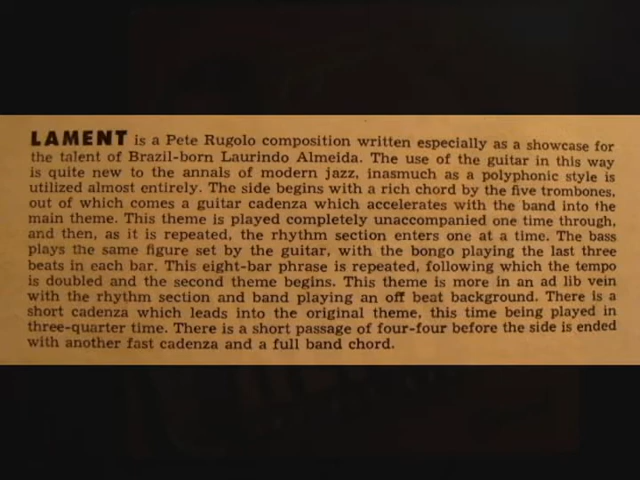 LAMENT is a Pete Rugolo composition written especially as a showcase for
the talent of Brazil-born Laurindo Almeida. The use of the guitar in this way
is quite new to the annals of modern jazz, inasmuch as a polyphonic style is
utilized almost entirely. The side begins with a rich chord by the five trombones,
out of which comes a guitar cadenza which accelerates with the band into the
main theme. This theme is played completely unaccompanied one time through,
and then, as it is repeated, the rhythm section enters one at a time. The bass
plays the same figure set by the guitar, with the bongo playing the last three
beats in each bar. This eight-bar phrase is repeated, following which the tempo
is doubled and the second theme begins. This theme is more in an ad lib vein
with the rhythm section and band playing an off beat background. There is a
short cadenza which leads into the original theme, this time being played in
three-quarter time. There is a short passage of four-four before the side is ended
with another fast cadenza and a full band chord.